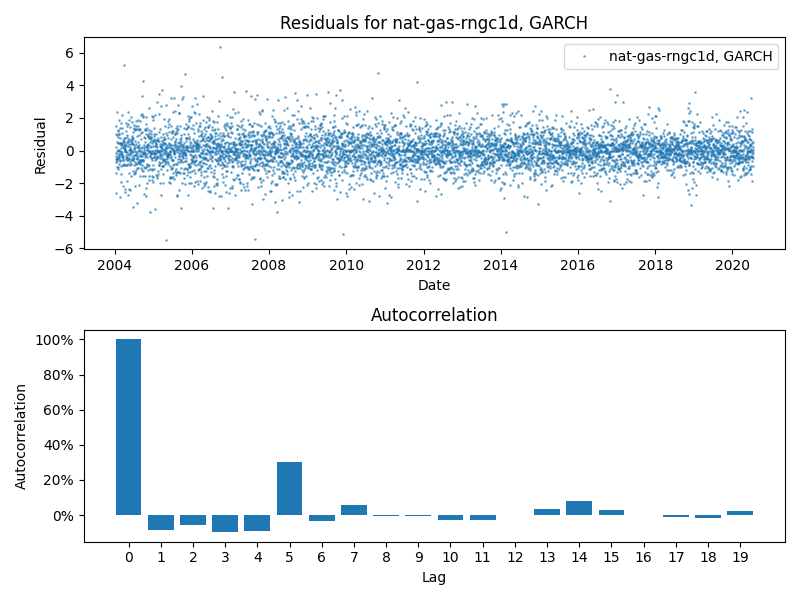 Residuals for nat-gas-rngc1d, GARCH
nat-gas-rngc1d, GARCH
6
4
2
0
−2
−4
−6
Residual
2004 2006 2008 2010 2012 2014 2016 2018 2020
Date
Autocorrelation
100%
80%
60%
40%
20%
0%
Autocorrelation
0 1 2 3 4 5 6 7 8 9 10 11 12 13 14 15 16 17 18 19
Lag